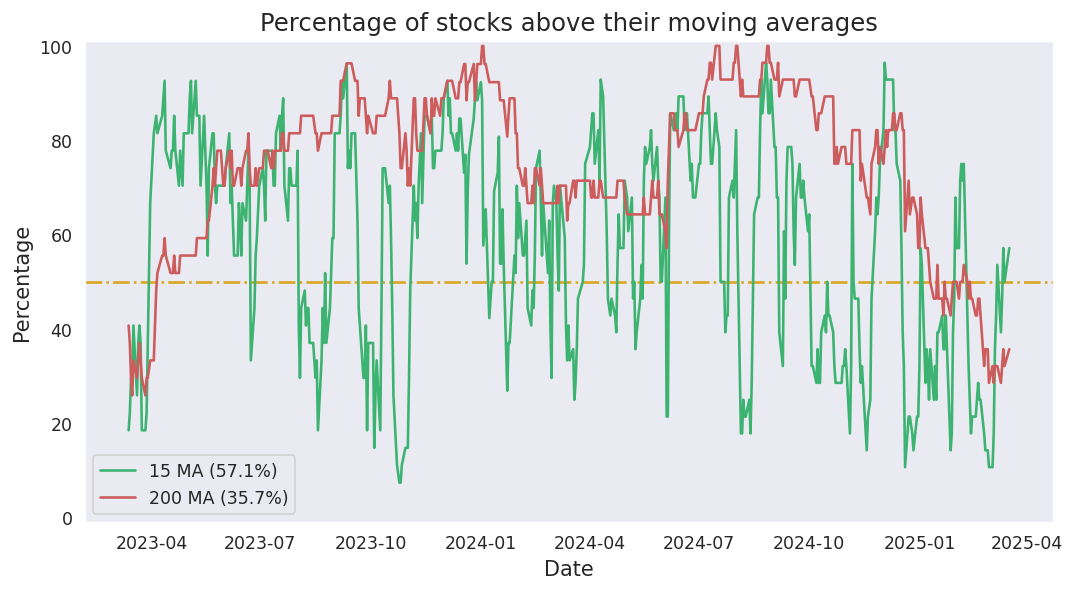 Percentage of stocks above their moving averages
Percentage
100
80
60
40
20
0
15 MA (57.1%)
200 MA (35.7%)
2023-04 2023-07 2023-10 2024-01 2024-04 2024-07 2024-10 2025-01 2025-04
Date